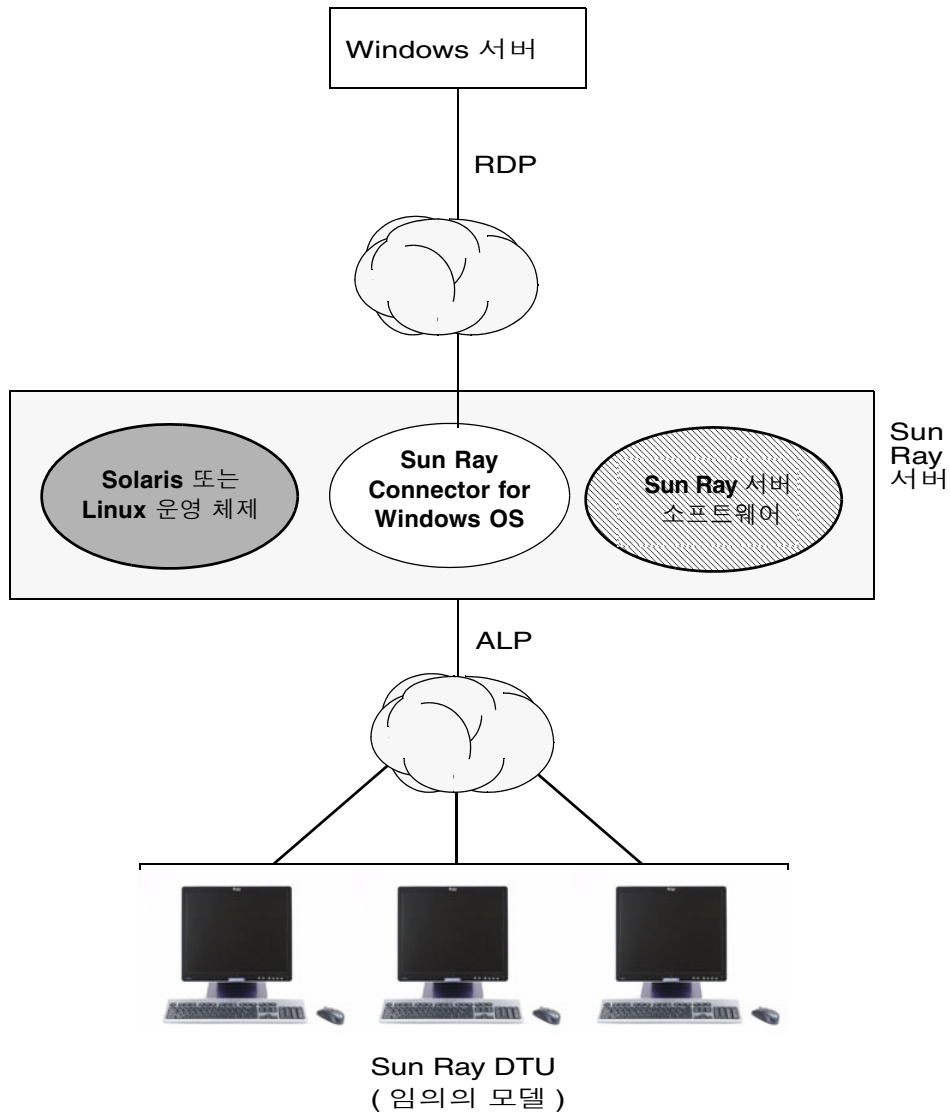 Windows 서버
RDP
Solaris 또는
Linux 운영 체제
Sun Ray
Connector for
Windows OS
Sun Ray 서버
소프트웨어
Sun
Ray
서버
ALP
Sun Ray DTU
( 임의의 모델 )